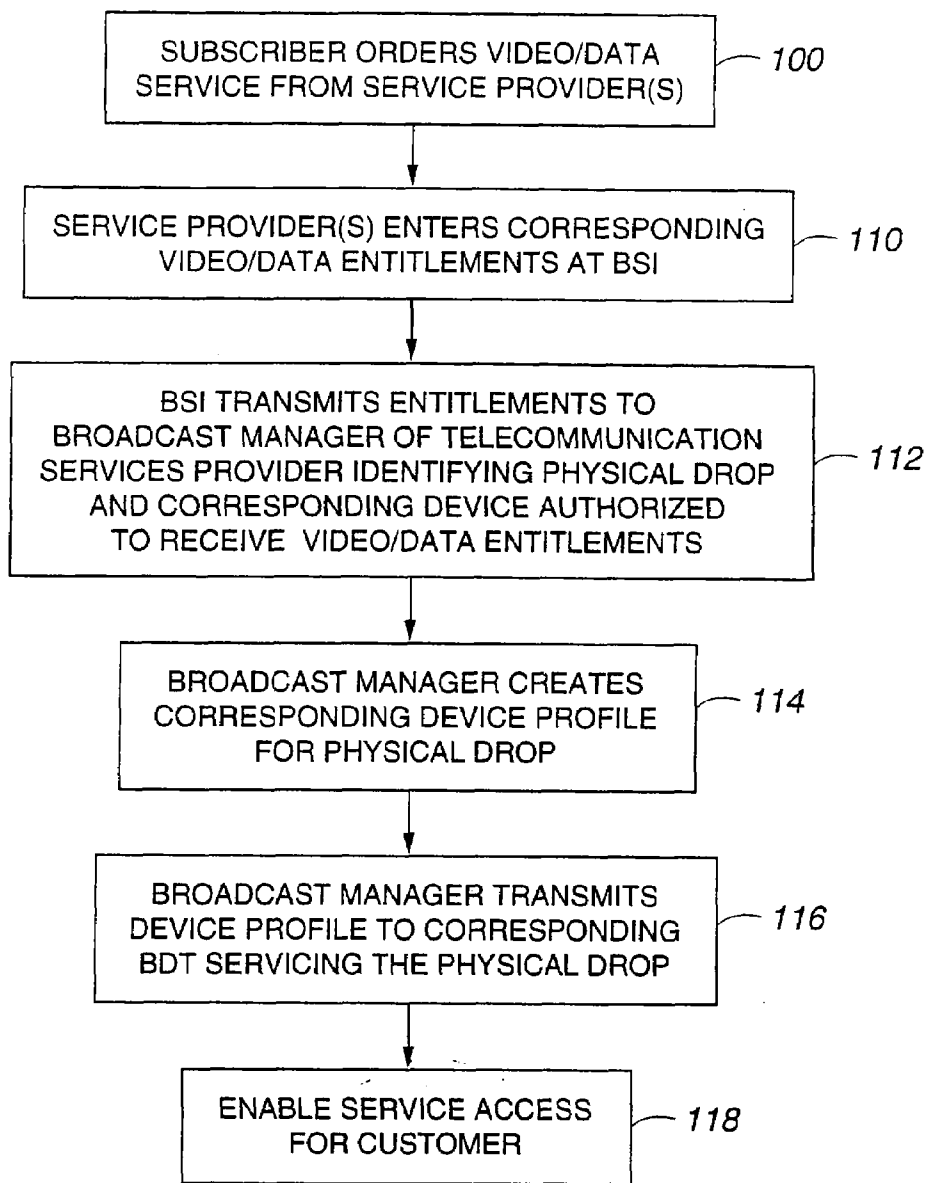 SUBSCRIBER ORDERS VIDEO/DATA
SERVICE FROM SERVICE PROVIDER(S)
100
SERVICE PROVIDER(S) ENTERS CORRESPONDING
VIDEO/DATA ENTITLEMENTS AT BSI
110
BSI TRANSMITS ENTITLEMENTS TO
BROADCAST MANAGER OF TELECOMMUNICATION
SERVICES PROVIDER IDENTIFYING PHYSICAL DROP
AND CORRESPONDING DEVICE AUTHORIZED
TO RECEIVE VIDEO/DATA ENTITLEMENTS
112
BROADCAST MANAGER CREATES
CORRESPONDING DEVICE PROFILE
FOR PHYSICAL DROP
114
BROADCAST MANAGER TRANSMITS
DEVICE PROFILE TO CORRESPONDING
BDT SERVICING THE PHYSICAL DROP
116
ENABLE SERVICE ACCESS
FOR CUSTOMER
118